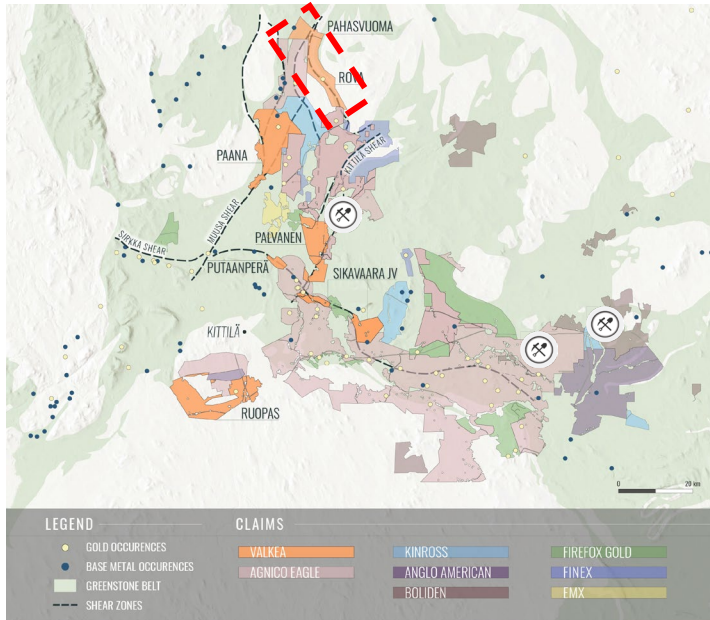 PAHASVUOMA
ROVA
PAANA
KITTILÄ SHEAR
MUUSA SHEAR
SIRKKA SHEAR
PALVANEN
PUTAANPERÄ
SIKAVAARA JV
KITTILÄ
RUOPAS
0 20 km
LEGEND
GOLD OCCURENCES
BASE METAL OCCURENCES
GREENSTONE BELT
SHEAR ZONES
CLAIMS
VALKEA
AGNICO EAGLE
KINROSS
ANGLO AMERICAN
BOLIDEN
FIREFOX GOLD
FINEX
EMX